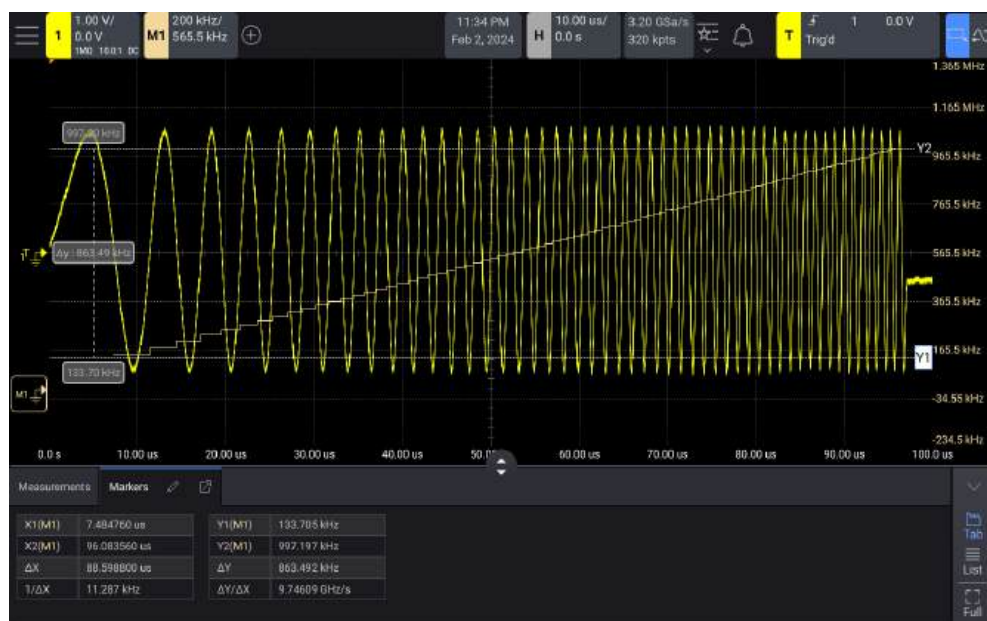 1 1.00 V/ 0.0 V 1MΩ 10.0:1 DC
M1 200 kHz/ 565.5 kHz
11:34 PM Feb 2, 2024
H 10.00 us/ 0.0 s
3.20 GSa/s 320 kpts
T Trig'd 1 0.0 V
1.365 MHz
1.165 MHz
Y2 965.5 kHz
765.5 kHz
565.5 kHz
365.5 kHz
Y1 165.5 kHz
-34.55 kHz
-234.5 kHz
T
Δy: 863.49 kHz
133.70 kHz
M1
0.0 s 10.00 us 20.00 us 30.00 us 40.00 us 60.00 us 70.00 us 80.00 us 90.00 us 100.0 us
Measurements Markers
X1(M1) 7.484760 us Y1(M1) 133.705 kHz
X2(M1) 96.083560 us Y2(M1) 997.197 kHz
ΔX 88.598800 us ΔY 863.492 kHz
1/ΔX 11.287 kHz ΔY/ΔX 9.74609 GHz/s
Tab
List
Full